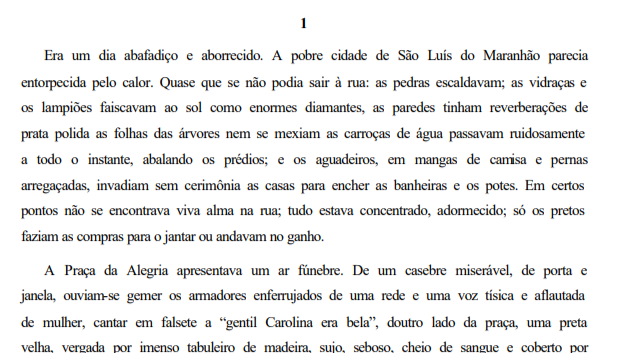 1
Era um dia abafadiço e aborrecido. A pobre cidade de São Luís do Maranhão parecia
entorpecida pelo calor. Quase que se não podia sair à rua: as pedras escaldavam; as vidraças e
os lampiões faiscavam ao sol como enormes diamantes, as paredes tinham reverberações de
prata polida as folhas das árvores nem se mexiam as carroças de água passavam ruidosamente
a todo o instante, abalando os prédios; e os aguadeiros, em mangas de camisa e pernas
arregaçadas, invadiam sem cerimônia as casas para encher as banheiras e os potes. Em certos
pontos não se encontrava viva alma na rua; tudo estava concentrado, adormecido; só os pretos
faziam as compras para o jantar ou andavam no ganho.
A Praça da Alegria apresentava um ar fúnebre. De um casebre miserável, de porta e
janela, ouviam-se gemer os armadores enferrujados de uma rede e uma voz tísica e aflautada
de mulher, cantar em falsete a “gentil Carolina era bela”, doutro lado da praça, uma preta
velha, vergada por imenso tabuleiro de madeira, sujo, seboso, cheio de sangue e coberto por